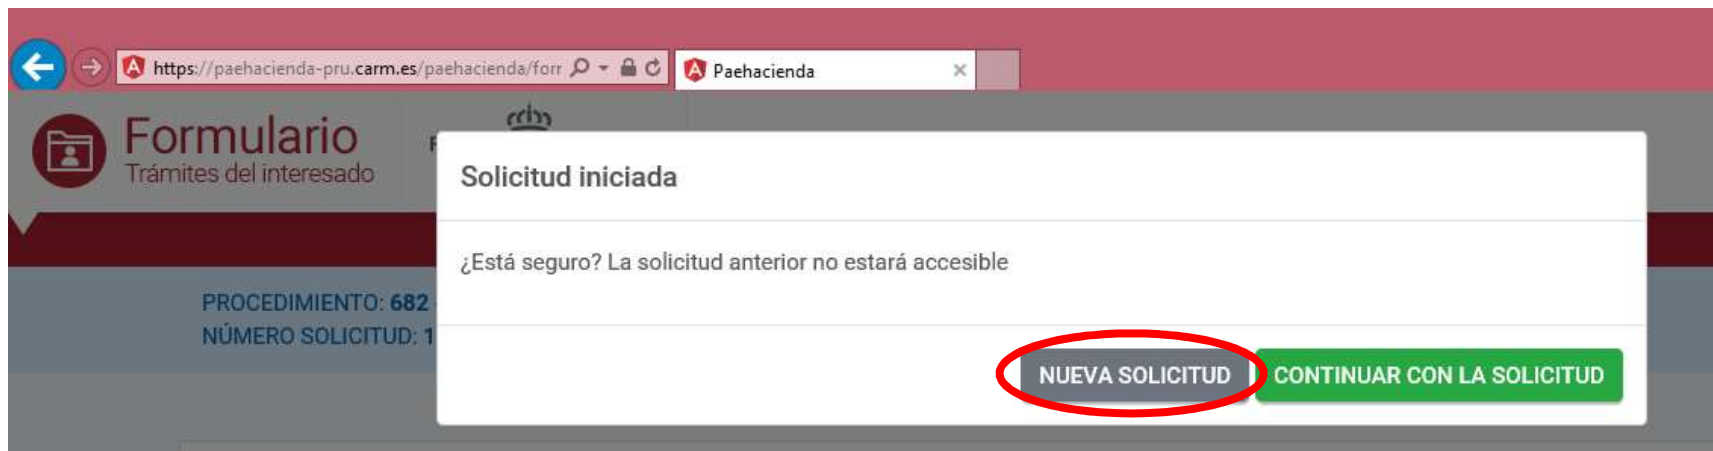 https://paehacienda-pru.carm.es/paehacienda/forr
Paehacienda
Formulario
Trámites del interesado
Solicitud iniciada
¿Está seguro? La solicitud anterior no estará accesible
PROCEDIMIENTO: 682
NÚMERO SOLICITUD: 1
NUEVA SOLICITUD
CONTINUAR CON LA SOLICITUD